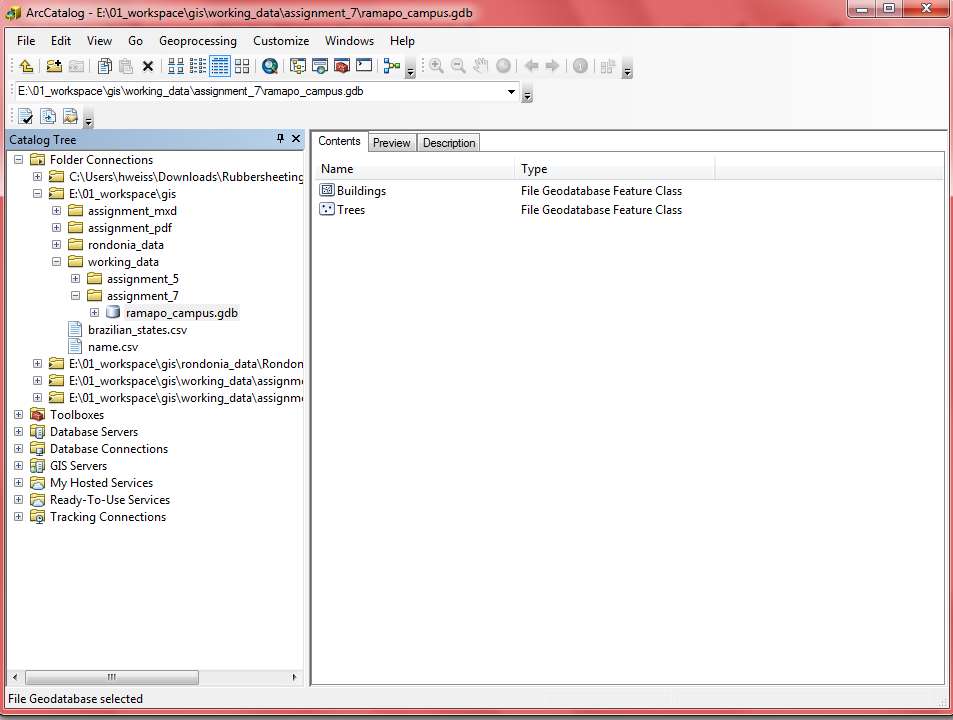 ArcCatalog - E:\01_workspace\gis\working_data\assignment_7\ramapo_campus.gdb
File Edit View Go Geoprocessing Customize Windows Help
E:\01_workspace\gis\working_data\assignment_7\ramapo_campus.gdb
Catalog Tree
Folder Connections
C:\Users\hweiss\Downloads\Rubbersheeting
E:\01_workspace\gis
assignment_mxd
assignment_pdf
rondonia_data
working_data
assignment_5
assignment_7
ramapo_campus.gdb
brazilian_states.csv
name.csv
E:\01_workspace\gis\rondonia_data\Rondon
E:\01_workspace\gis\working_data\assignme
E:\01_workspace\gis\working_data\assignme
Toolboxes
Database Servers
Database Connections
GIS Servers
My Hosted Services
Ready-To-Use Services
Tracking Connections
Contents Preview Description
Name Type
Buildings File Geodatabase Feature Class
Trees File Geodatabase Feature Class
File Geodatabase selected